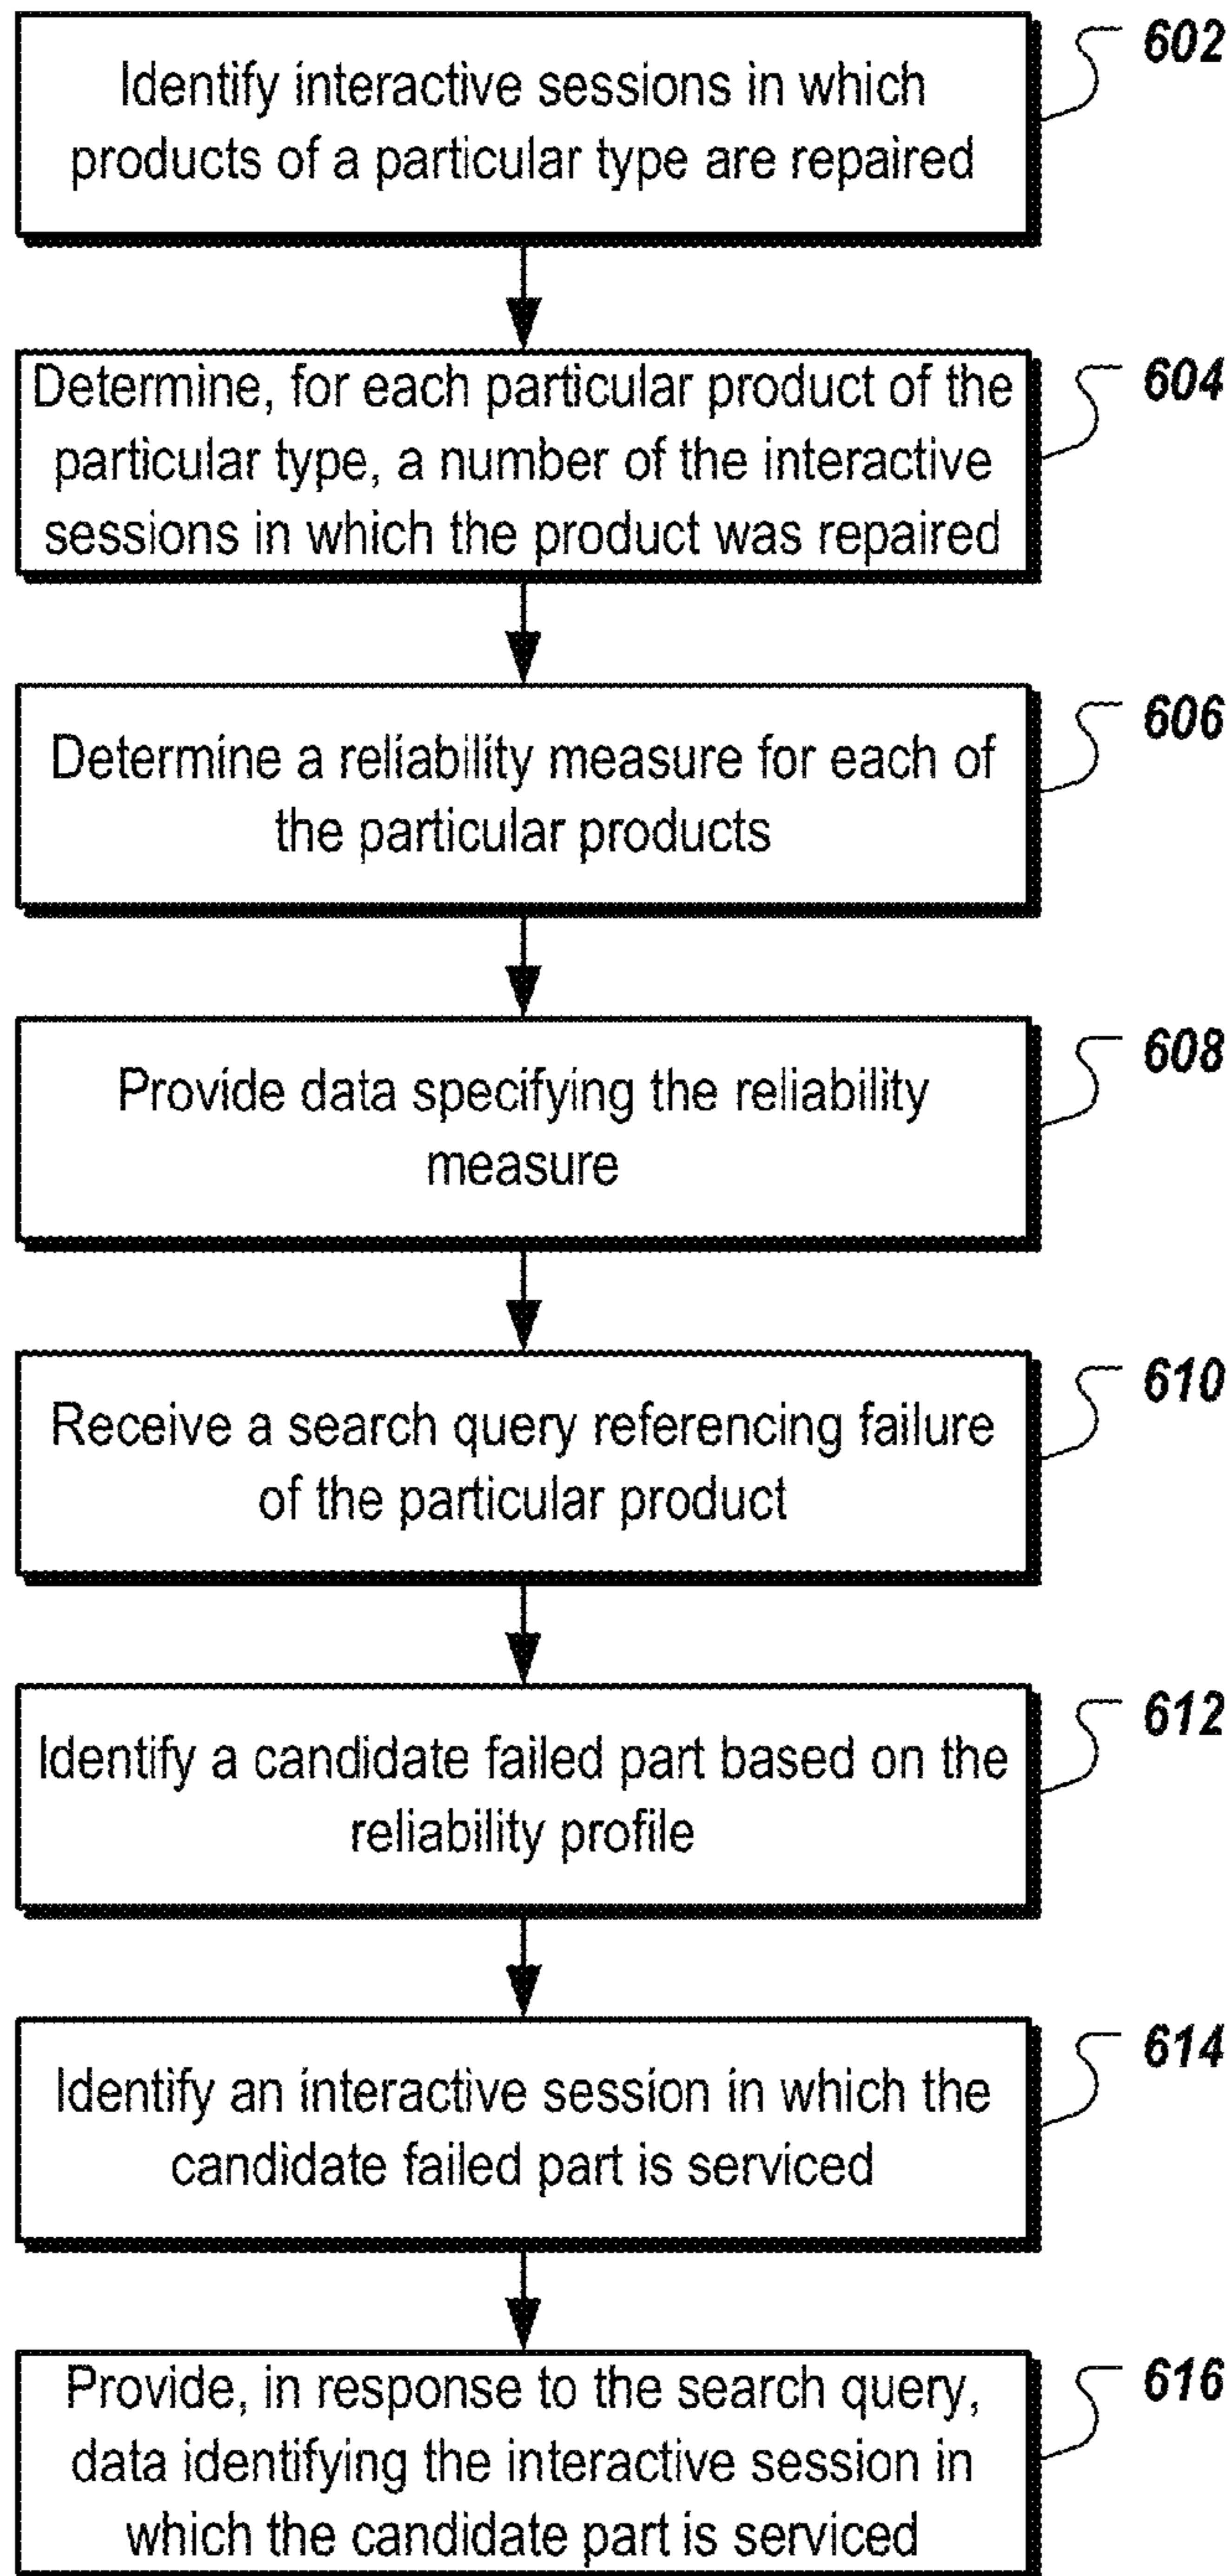 Identify interactive sessions in which
products of a particular type are repaired
602
Determine, for each particular product of the
particular type, a number of the interactive
sessions in which the product was repaired
604
Determine a reliability measure for each of
the particular products
606
Provide data specifying the reliability
measure
608
Receive a search query referencing failure
of the particular product
610
Identify a candidate failed part based on the
reliability profile
612
Identify an interactive session in which the
candidate failed part is serviced
614
Provide, in response to the search query,
data identifying the interactive session in
which the candidate part is serviced
616